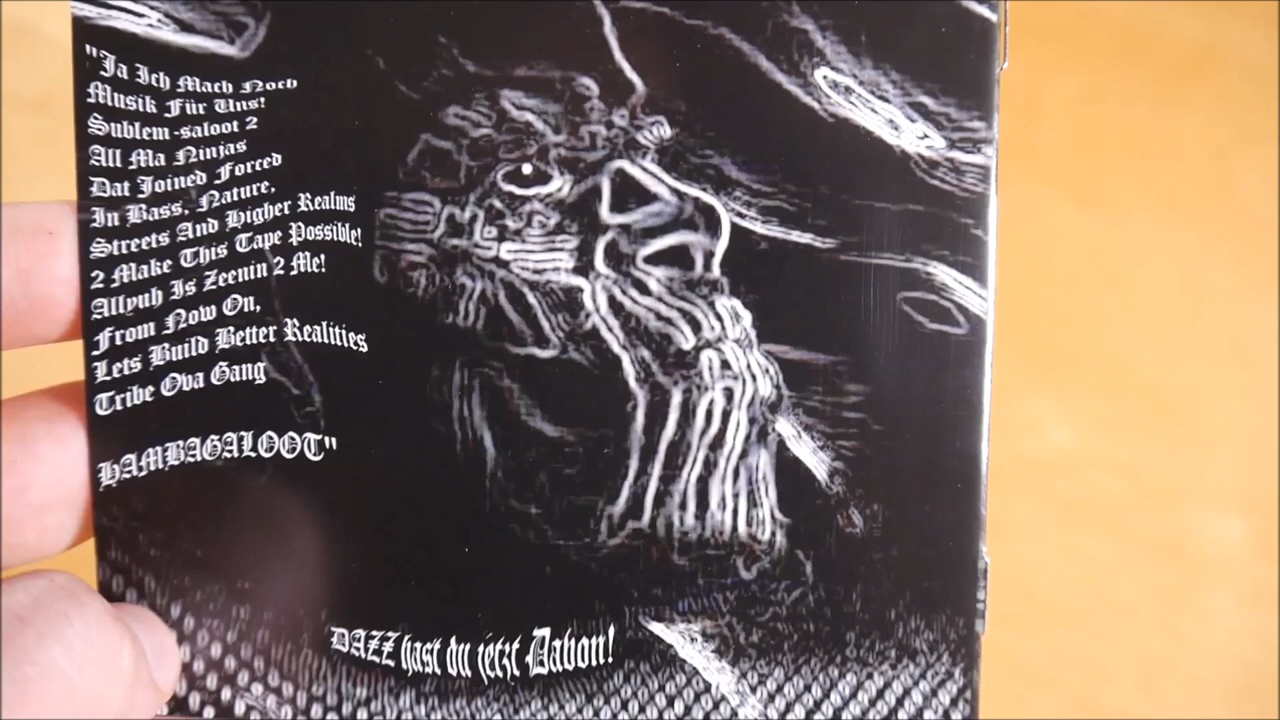 "Ja Ich Mach Noch
Musik Für Uns!
Sublem-saloot 2
All Ma Ninjas
Dat Joined Forced
In Bass, Nature,
Streets And Higher Realms
2 Make This Tape Possible!
Allyuh Is Zeenin 2 Me!
From Now On,
Lets Build Better Realities
Tribe Ova Gang
HAMBAGALOOT"
DAZZ hast du jetzt Davon!